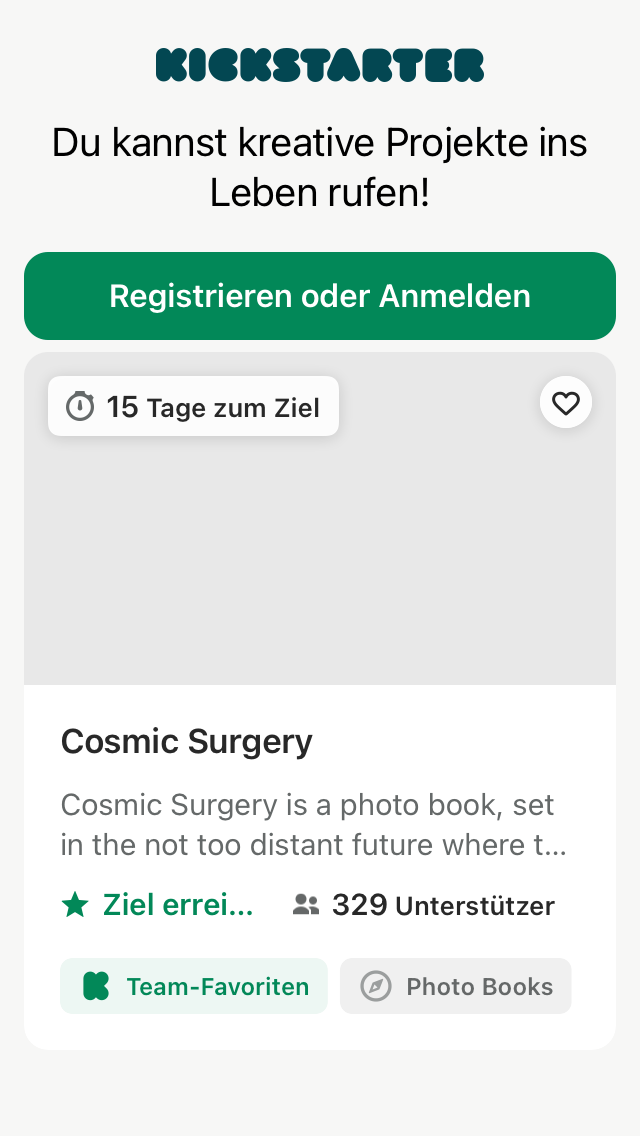 KICKSTARTER
Du kannst kreative Projekte ins
Leben rufen!
Registrieren oder Anmelden
15 Tage zum Ziel
Cosmic Surgery
Cosmic Surgery is a photo book, set
in the not too distant future where t...
Ziel errei... 329 Unterstützer
Team-Favoriten Photo Books